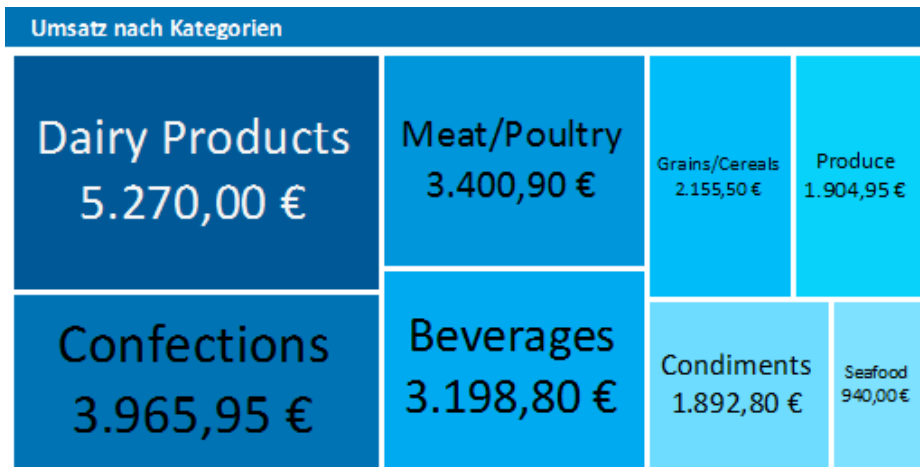 Umsatz nach Kategorien
Dairy Products
5.270,00 €
Confections
3.965,95 €
Meat/Poultry
3.400,90 €
Beverages
3.198,80 €
Grains/Cereals
2.155,50 €
Produce
1.904,95 €
Condiments
1.892,80 €
Seafood
940,00 €